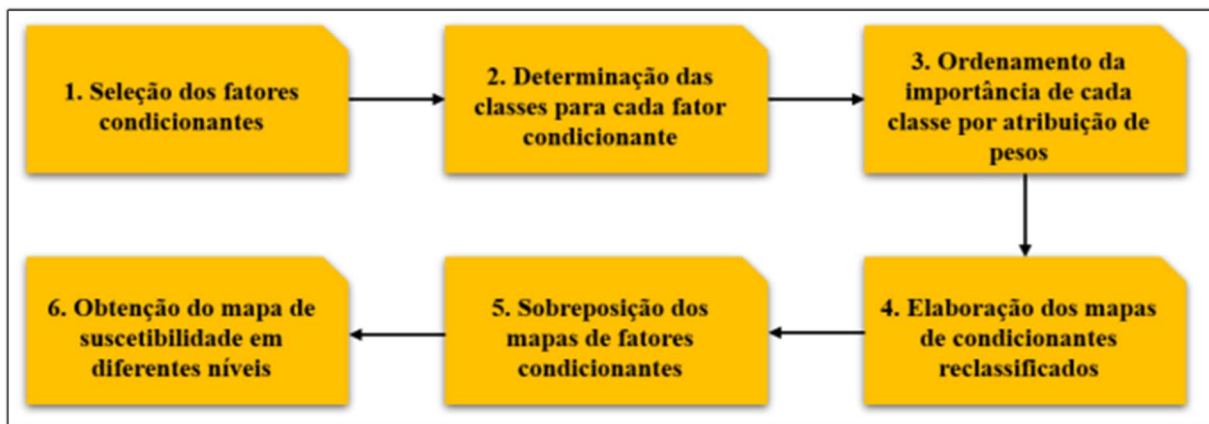 1. Seleção dos fatores
condicionantes
2. Determinação das
classes para cada fator
condicionante
3. Ordenamento da
importância de cada
classe por atribuição de
pesos
4. Elaboração dos mapas
de condicionantes
reclassificados
5. Sobreposição dos
mapas de fatores
condicionantes
6. Obtenção do mapa de
suscetibilidade em
diferentes níveis